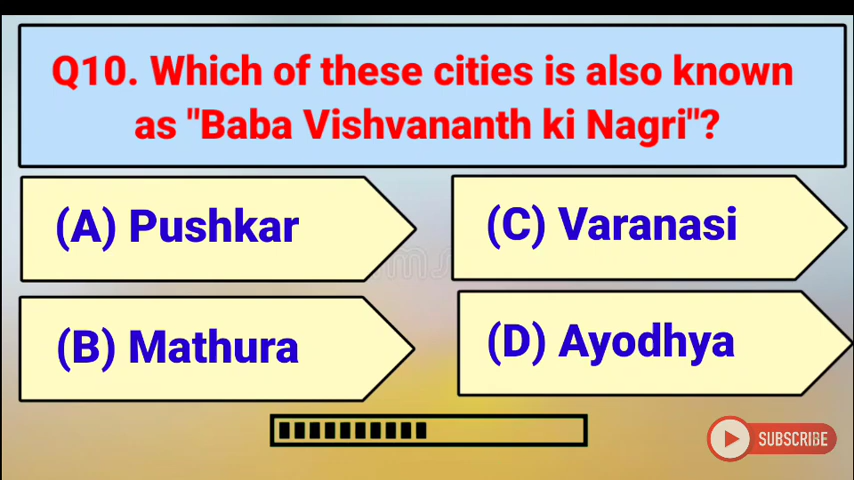 Q10. Which of these cities is also known
as "Baba Vishvananth ki Nagri"?
(A) Pushkar
(B) Mathura
(C) Varanasi
(D) Ayodhya
SUBSCRIBE